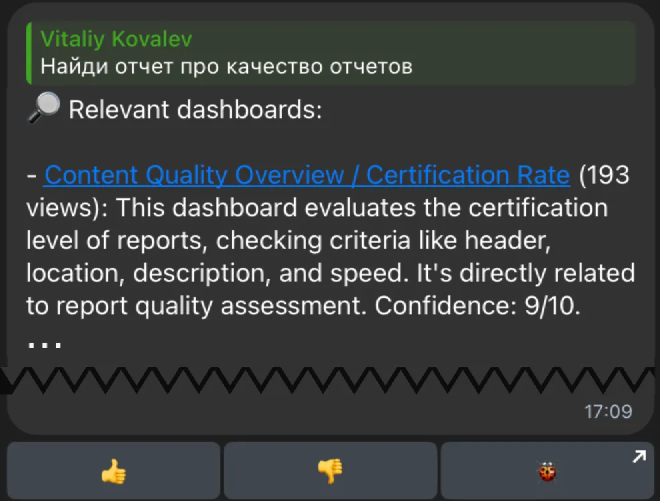 Vitaliy Kovalev
Найди отчет про качество отчетов
🔎 Relevant dashboards:
- Content Quality Overview / Certification Rate (193
views): This dashboard evaluates the certification
level of reports, checking criteria like header,
location, description, and speed. It's directly related
to report quality assessment. Confidence: 9/10.
...
17:09